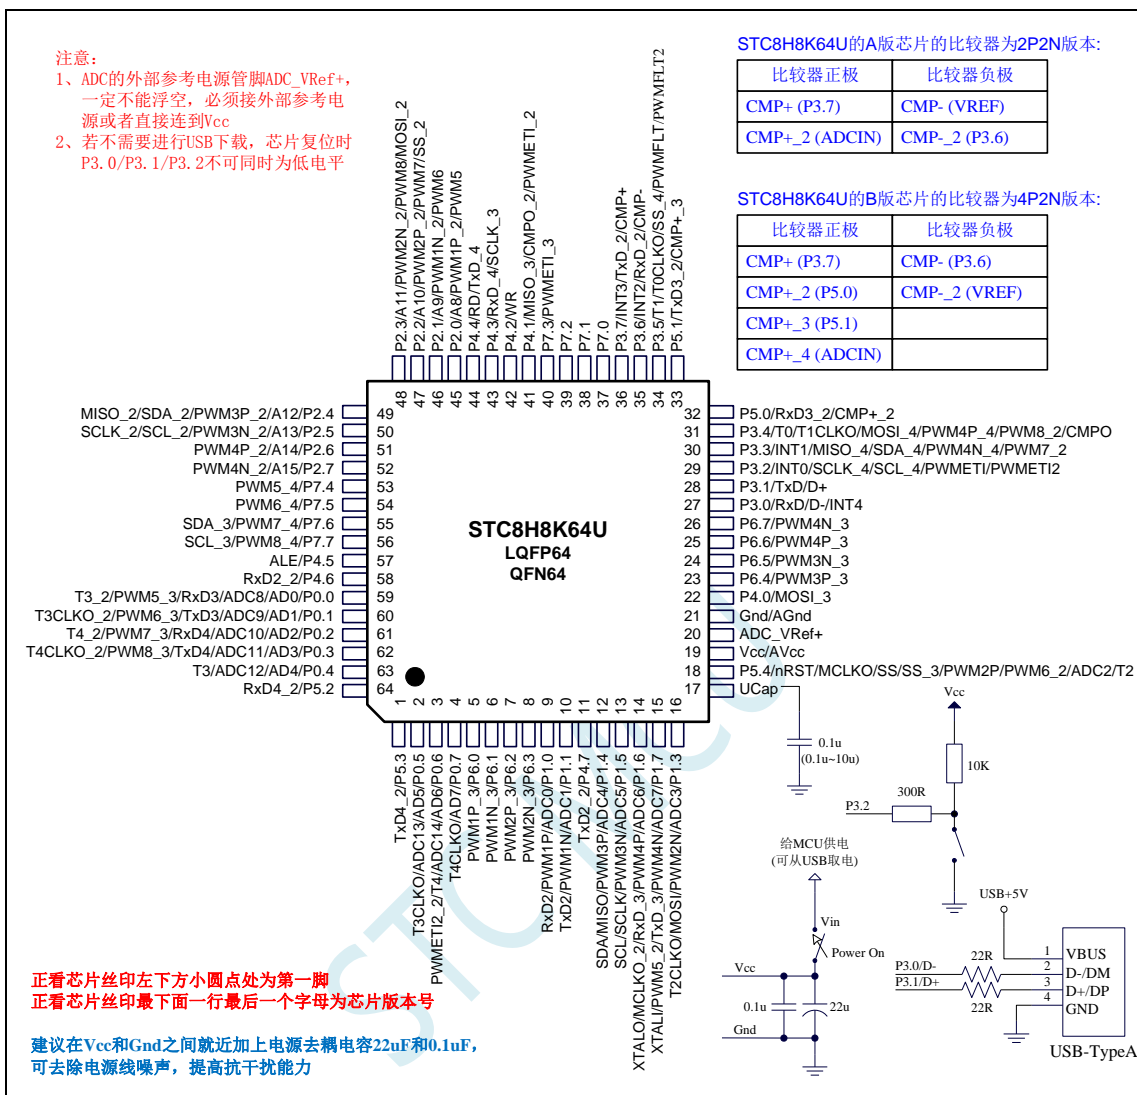 注意：
1、ADC的外部参考电源管脚ADC_VRef+，
一定不能浮空，必须接外部参考电
源或者直接连到Vcc
2、若不需要进行USB下载，芯片复位时
P3.0/P3.1/P3.2不可同时为低电平
STC8H8K64U的A版芯片的比较器为2P2N版本:
比较器正极 比较器负极
CMP+ (P3.7) CMP- (VREF)
CMP+_2 (ADCIN) CMP-_2 (P3.6)
STC8H8K64U的B版芯片的比较器为4P2N版本:
比较器正极 比较器负极
CMP+ (P3.7) CMP- (P3.6)
CMP+_2 (P5.0) CMP-_2 (VREF)
CMP+_3 (P5.1)
CMP+_4 (ADCIN)
P2.3/A11/PWM2N_2/PWM8/MOSI_2
P2.2/A10/PWM2P_2/PWM7/SS_2
P2.1/A9/PWM1N_2/PWM6
P2.0/A8/PWM1P_2/PWM5
P4.4/RD/TxD_4
P4.3/RxD_4/SCLK_3
P4.2/WR
P4.1/MISO_3/CMPO_2/PWMETI_2
P7.3/PWMETI_3
P7.2
P7.1
P7.0
P3.7/INT3/TxD_2/CMP+
P3.6/INT2/RxD_2/CMP-
P3.5/T1/T0CLKO/SS_4/PWMFLT/PWMFLT2
P5.1/TxD3_2/CMP+_3
48 47 46 45 44 43 42 41 40 39 38 37 36 35 34 33
MISO_2/SDA_2/PWM3P_2/A12/P2.4 49
SCLK_2/SCL_2/PWM3N_2/A13/P2.5 50
PWM4P_2/A14/P2.6 51
PWM4N_2/A15/P2.7 52
PWM5_4/P7.4 53
PWM6_4/P7.5 54
SDA_3/PWM7_4/P7.6 55
SCL_3/PWM8_4/P7.7 56
ALE/P4.5 57
RxD2_2/P4.6 58
T3_2/PWM5_3/RxD3/ADC8/AD0/P0.0 59
T3CLKO_2/PWM6_3/TxD3/ADC9/AD1/P0.1 60
T4_2/PWM7_3/RxD4/ADC10/AD2/P0.2 61
T4CLKO_2/PWM8_3/TxD4/ADC11/AD3/P0.3 62
T3/ADC12/AD4/P0.4 63
RxD4_2/P5.2 64
STC8H8K64U
LQFP64
QFN64
32 P5.0/RxD3_2/CMP+_2
31 P3.4/T0/T1CLKO/MOSI_4/PWM4P_4/PWM8_2/CMPO
30 P3.3/INT1/MISO_4/SDA_4/PWM4N_4/PWM7_2
29 P3.2/INT0/SCLK_4/SCL_4/PWMETI/PWMETI2
28 P3.1/TxD/D+
27 P3.0/RxD/D-/INT4
26 P6.7/PWM4N_3
25 P6.6/PWM4P_3
24 P6.5/PWM3N_3
23 P6.4/PWM3P_3
22 P4.0/MOSI_3
21 Gnd/AGnd
20 ADC_VRef+
19 Vcc/AVcc
18 P5.4/nRST/MCLKO/SS/SS_3/PWM2P/PWM6_2/ADC2/T2
17 UCap
1 2 3 4 5 6 7 8 9 10 11 12 13 14 15 16
TxD4_2/P5.3
T3CLKO/ADC13/AD5/P0.5
PWMETI2_2/T4/ADC14/AD6/P0.6
T4CLKO/AD7/P0.7
PWM1P_3/P6.0
PWM1N_3/P6.1
PWM2P_3/P6.2
PWM2N_3/P6.3
RxD2/PWM1P/ADC0/P1.0
TxD2/PWM1N/ADC1/P1.1
TxD2_2/P4.7
SDA/MISO/PWM3P/ADC4/P1.4
SCL/SCLK/PWM3N/ADC5/P1.5
XTALO/MCLKO_2/RxD_3/PWM4P/ADC6/P1.6
XTALI/PWM5_2/TxD_3/PWM4N/ADC7/P1.7
T2CLKO/MOSI/PWM2N/ADC3/P1.3
STC MCU
0.1u
(0.1u~10u)
Vcc
10K
300R
P3.2
给MCU供电
(可从USB取电)
Vin
Power On
Vcc
0.1u
22u
Gnd
USB+5V
P3.0/D-
P3.1/D+
22R
22R
1 VBUS
2 D-/DM
3 D+/DP
4 GND
USB-TypeA
正看芯片丝印左下方小圆点处为第一脚
正看芯片丝印最下面一行最后一个字母为芯片版本号
建议在Vcc和Gnd之间就近加上电源去耦电容22uF和0.1uF，
可去除电源线噪声，提高抗干扰能力